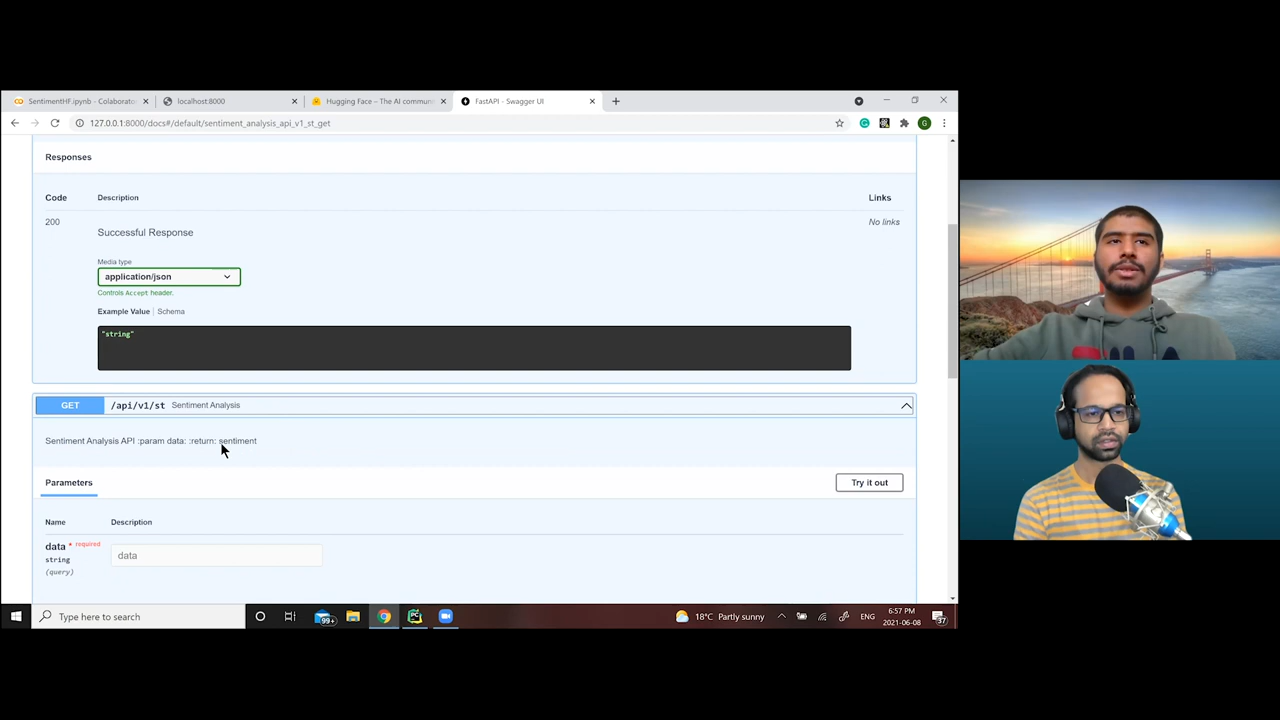 SentimentHF.ipynb - Colaborato
localhost:8000
Hugging Face – The AI commun
FastAPI - Swagger UI
127.0.0.1:8000/docs#/default/sentiment_analysis_api_v1_st_get
G
Responses
Code
Description
Links
200
Successful Response
No links
Media type
application/json
Controls Accept header.
Example Value
Schema
"string"
GET
/api/v1/st
Sentiment Analysis
Sentiment Analysis API :param data: :return: sentiment
Parameters
Try it out
Name
Description
data * required
string
(query)
data
Type here to search
99+
18°C Partly sunny
ENG
6:57 PM
2021-06-08
37